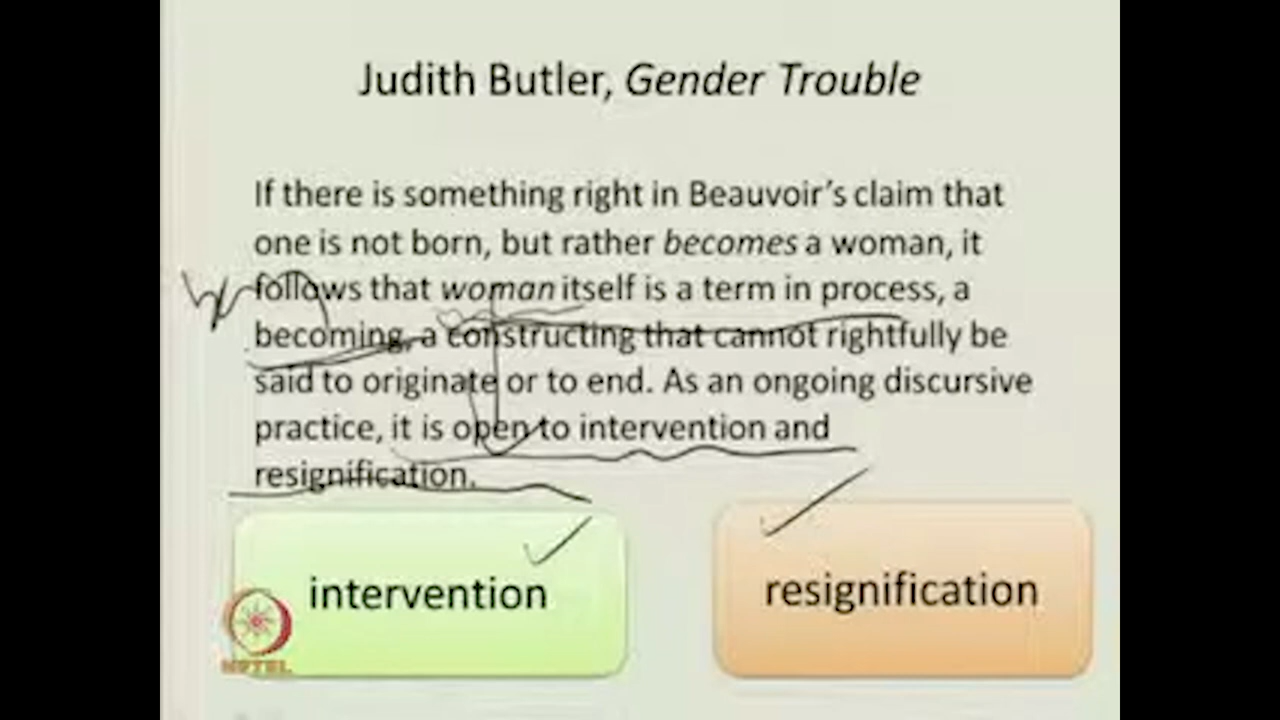 Judith Butler, Gender Trouble
If there is something right in Beauvoir's claim that
one is not born, but rather becomes a woman, it
follows that woman itself is a term in process, a
becoming, a constructing that cannot rightfully be
said to originate or to end. As an ongoing discursive
practice, it is open to intervention and
resignification.
intervention
resignification
NPTEL